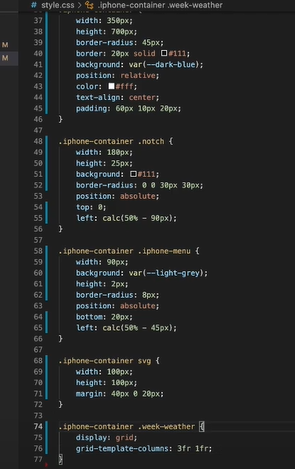 style.css > .iphone-container .week-weather
M
M
37 width: 350px;
38 height: 700px;
39 border-radius: 45px;
40 border: 20px solid #111;
41 background: var(--dark-blue);
42 position: relative;
43 color: #fff;
44 text-align: center;
45 padding: 60px 10px 20px;
46 }
47
48 .iphone-container .notch {
49 width: 180px;
50 height: 25px;
51 background: #111;
52 border-radius: 0 0 30px 30px;
53 position: absolute;
54 top: 0;
55 left: calc(50% - 90px);
56 }
57
58 .iphone-container .iphone-menu {
59 width: 90px;
60 background: var(--light-grey);
61 height: 2px;
62 border-radius: 8px;
63 position: absolute;
64 bottom: 20px;
65 left: calc(50% - 45px);
66 }
67
68 .iphone-container svg {
69 width: 100px;
70 height: 100px;
71 margin: 40px 0 20px;
72 }
73
74 .iphone-container .week-weather {
75 display: grid;
76 grid-template-columns: 3fr 1fr;
77 }